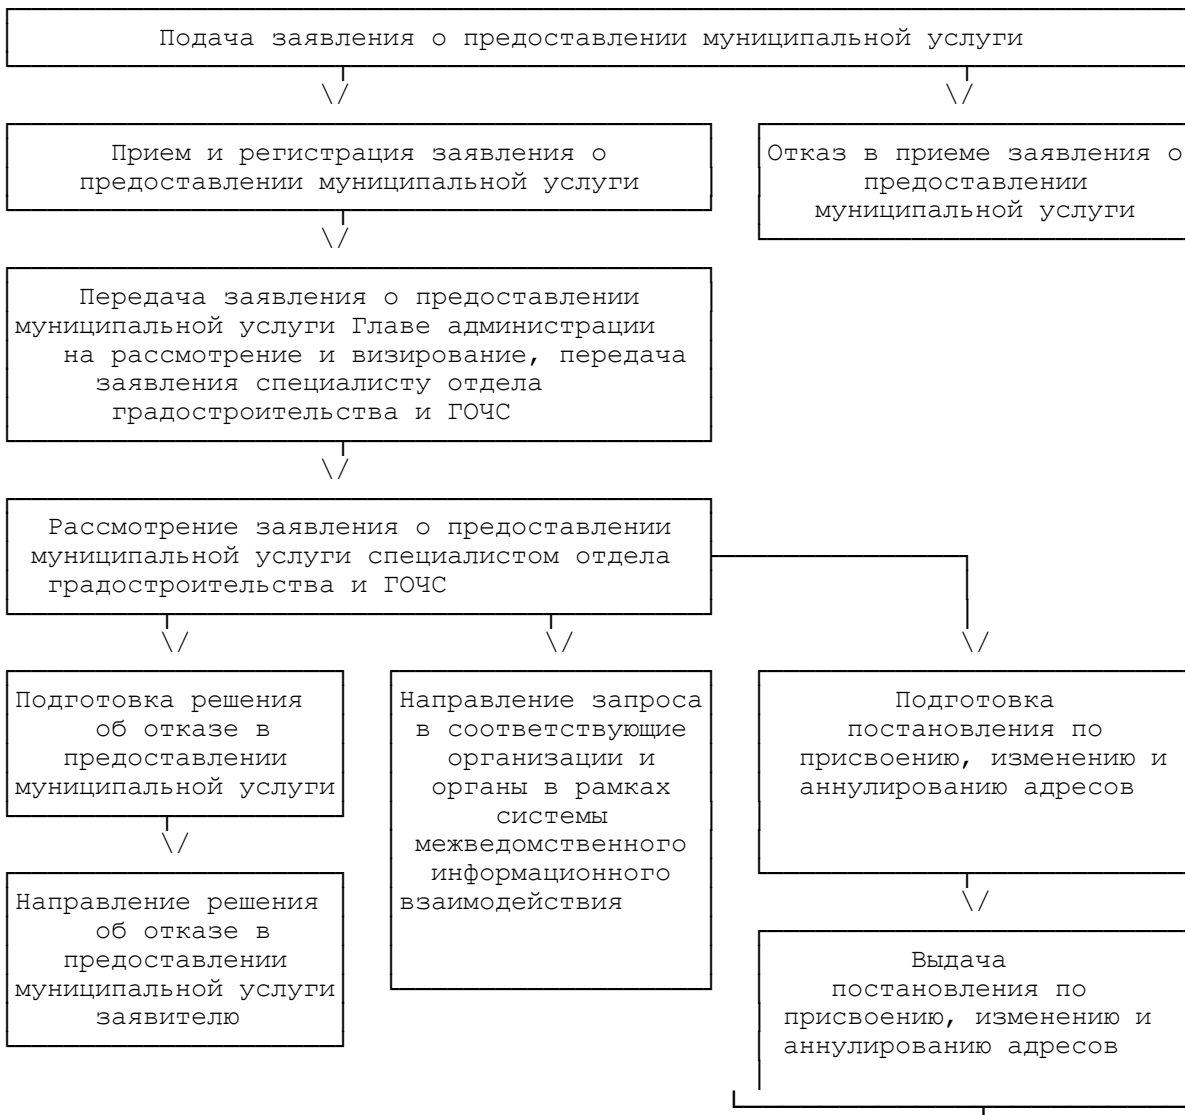 Подача заявления о предоставлении муниципальной услуги
Прием и регистрация заявления о
предоставлении муниципальной услуги
Отказ в приеме заявления о
предоставлении
муниципальной услуги
Передача заявления о предоставлении
муниципальной услуги Главе администрации
на рассмотрение и визирование, передача
заявления специалисту отдела
градостроительства и ГОЧС
Рассмотрение заявления о предоставлении
муниципальной услуги специалистом отдела
градостроительства и ГОЧС
Подготовка решения
об отказе в
предоставлении
муниципальной услуги
Направление запроса
в соответствующие
организации и
органы в рамках
системы
межведомственного
информационного
взаимодействия
Подготовка
постановления по
присвоению, изменению и
аннулированию адресов
Направление решения
об отказе в
предоставлении
муниципальной услуги
заявителю
Выдача
постановления по
присвоению, изменению и
аннулированию адресов